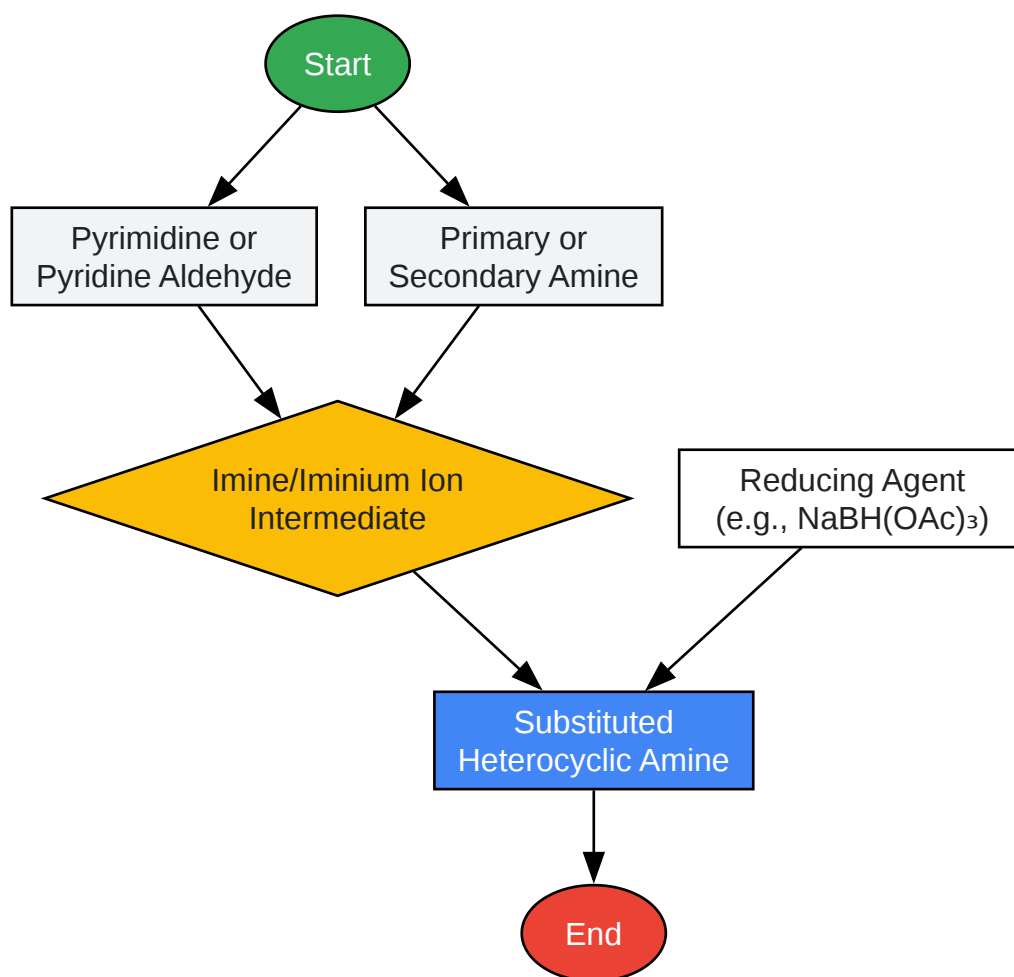 Start
Pyrimidine or
Pyridine Aldehyde
Primary or
Secondary Amine
Imine/Iminium Ion
Intermediate
Reducing Agent
(e.g., NaBH(OAc)₃)
Substituted
Heterocyclic Amine
End